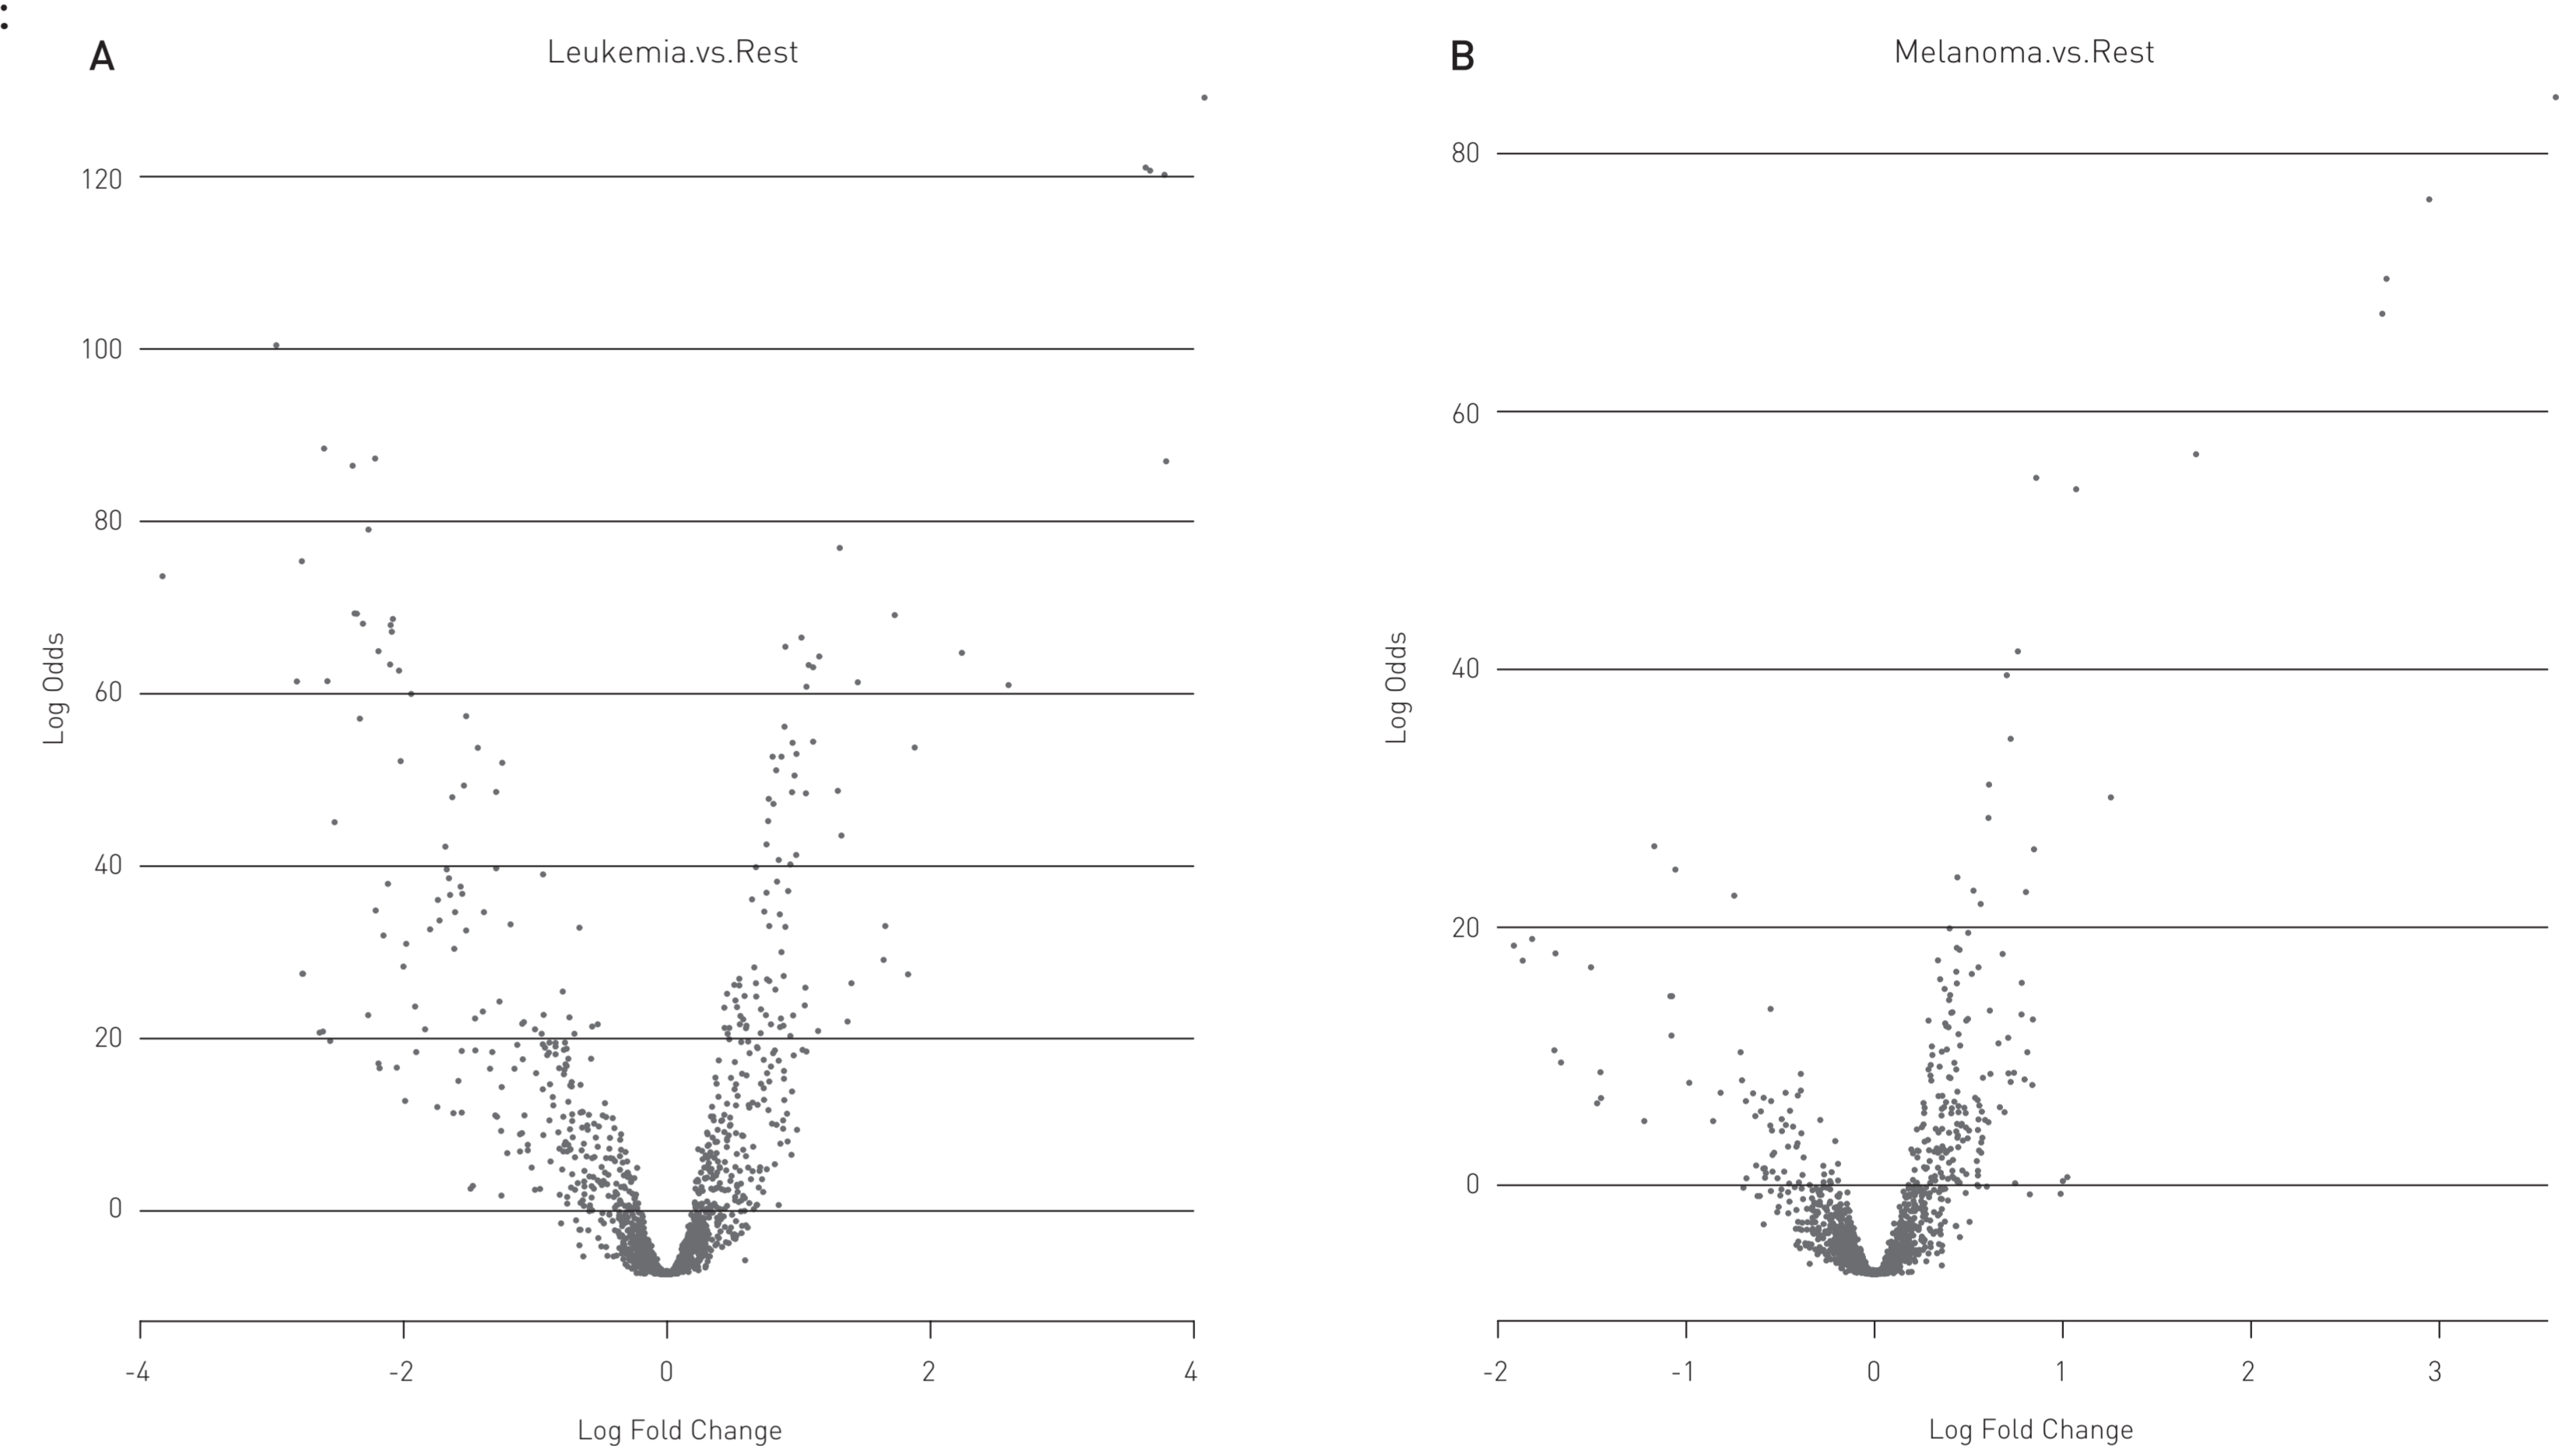 :
A
Leukemia.vs.Rest
120
100
80
60
40
20
0
Log Odds
-4 -2 0 2 4
Log Fold Change
B
Melanoma.vs.Rest
80
60
40
20
0
Log Odds
-2 -1 0 1 2 3
Log Fold Change